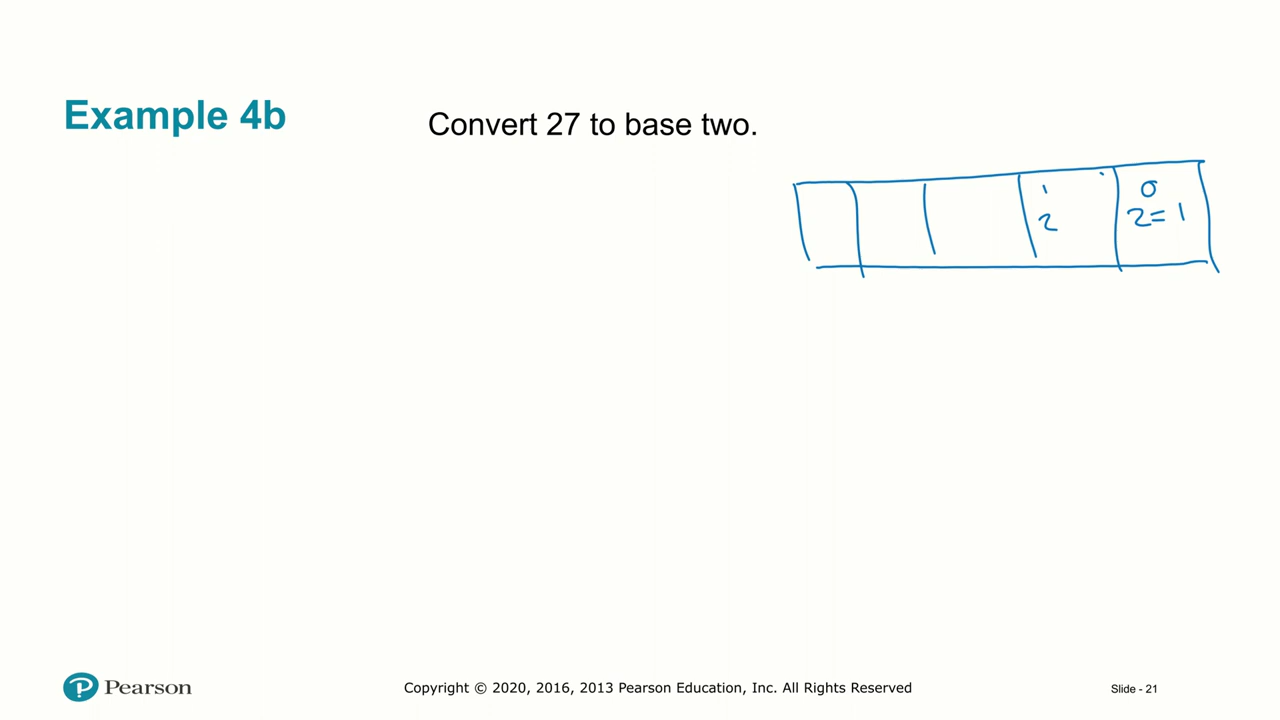 Example 4b
Convert 27 to base two.
1 0
2 2=1
Pearson
Copyright © 2020, 2016, 2013 Pearson Education, Inc. All Rights Reserved
Slide - 21